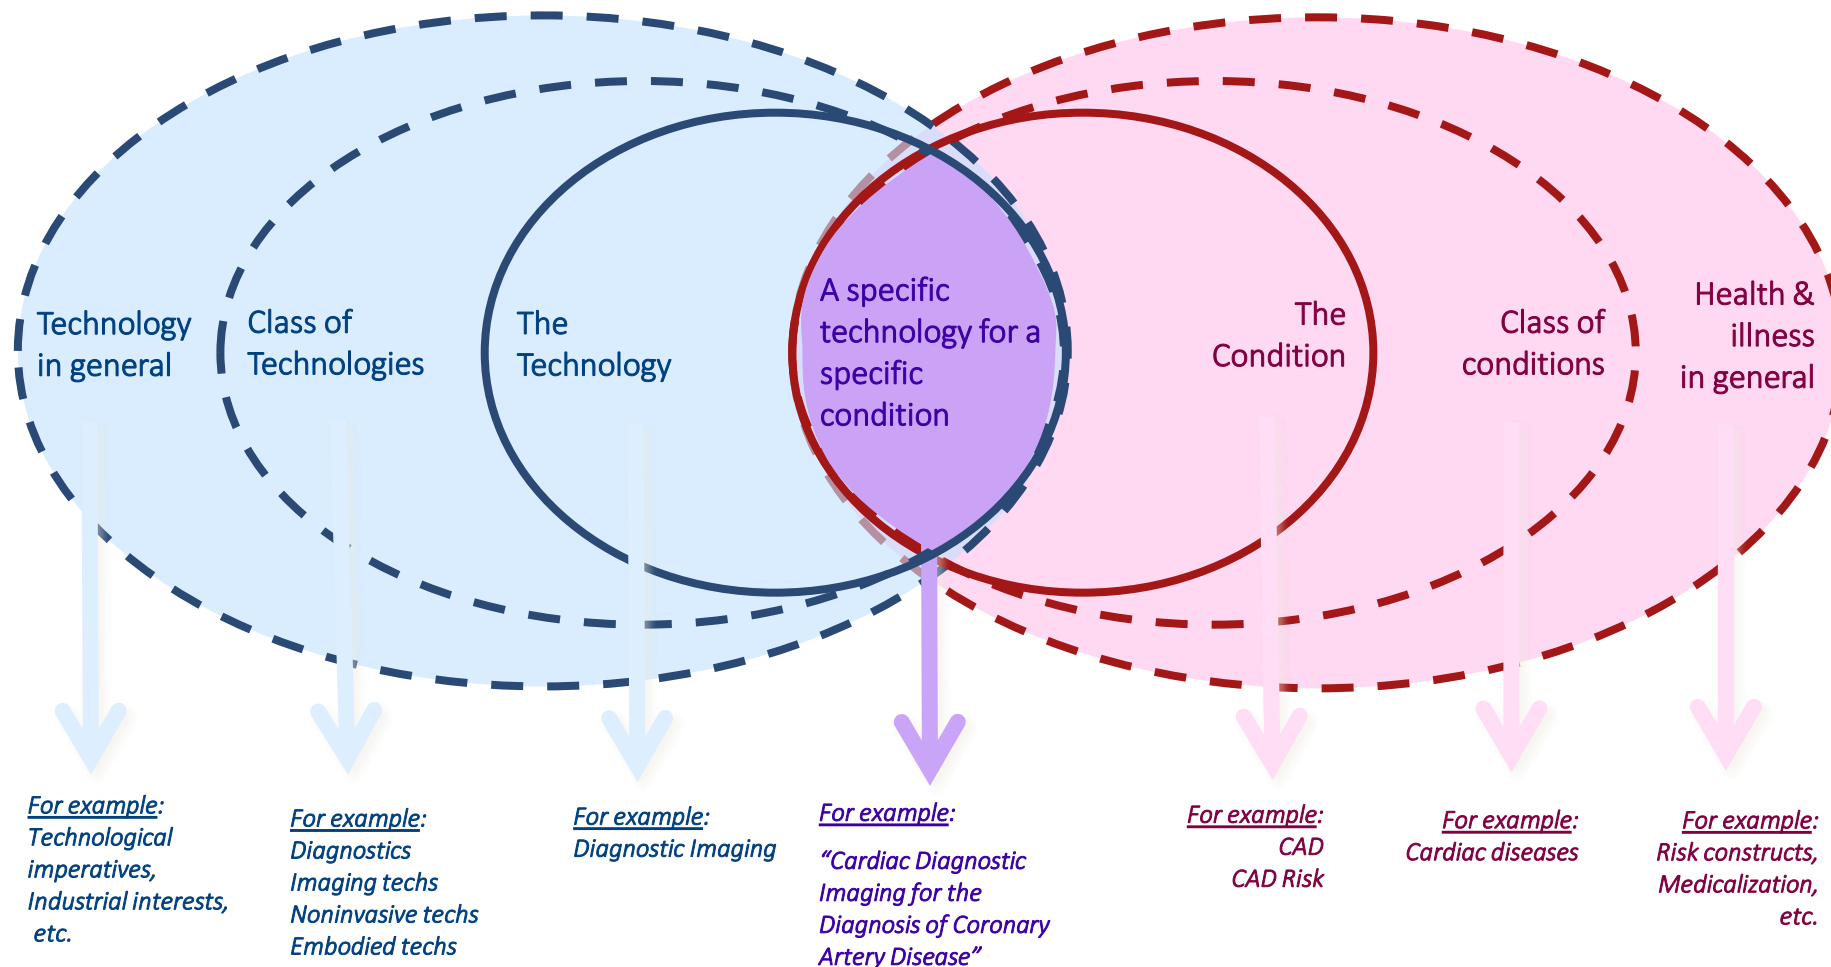 Technology
in general
Class of
Technologies
The
Technology
A specific
technology for a
specific
condition
The
Condition
Class of
conditions
Health &
illness
in general
For example:
Technological
imperatives,
Industrial interests,
etc.
For example:
Diagnostics
Imaging techs
Noninvasive techs
Embodied techs
For example:
Diagnostic Imaging
For example:
“Cardiac Diagnostic
Imaging for the
Diagnosis of Coronary
Artery Disease”
For example:
CAD
CAD Risk
For example:
Cardiac diseases
For example:
Risk constructs,
Medicalization,
etc.